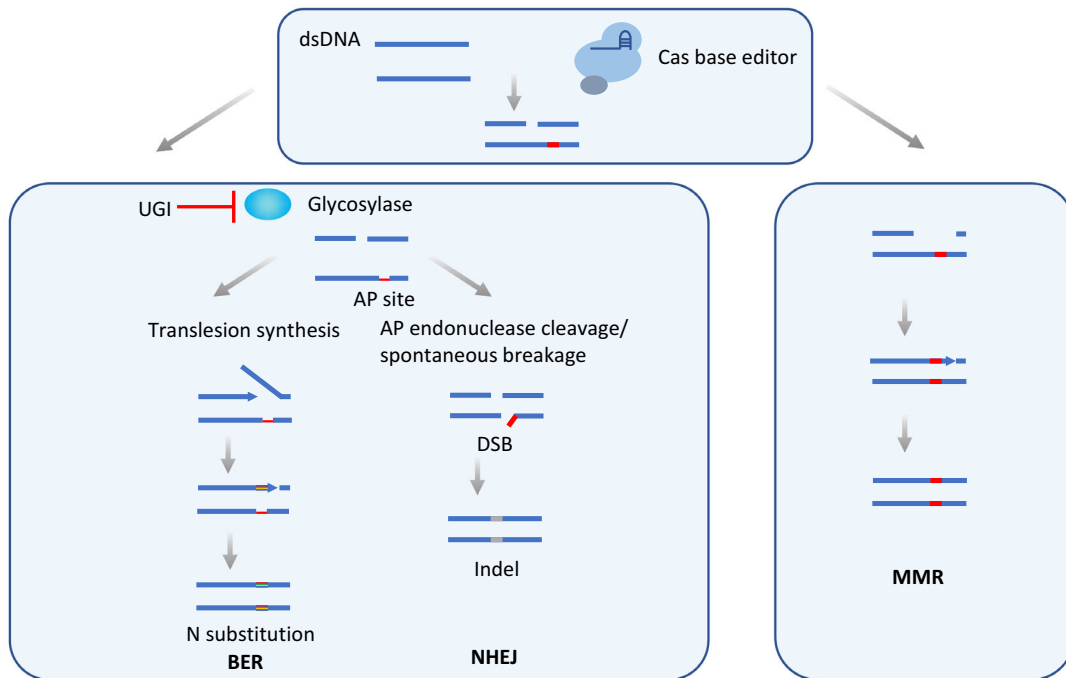 dsDNA
Cas base editor
UGI
Glycosylase
AP site
Translesion synthesis
AP endonuclease cleavage/
spontaneous breakage
DSB
Indel
N substitution
BER
NHEJ
MMR